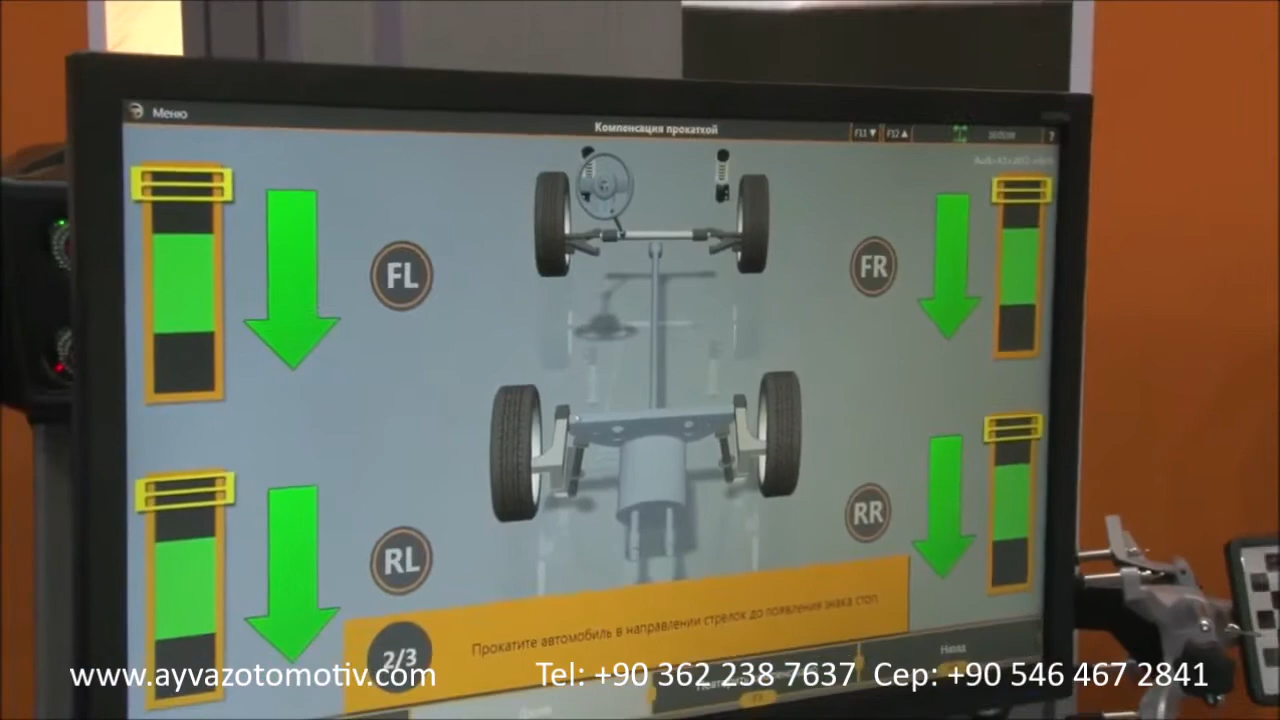 Меню
Компенсация прокаткой
F11 ▼ F12 ▲
?
FL
FR
RL
RR
2/3
Прокатите автомобиль в направлении стрелок до появления знака стоп.
Назад
www.ayvazotomotiv.com Tel: +90 362 238 7637 Cep: +90 546 467 2841